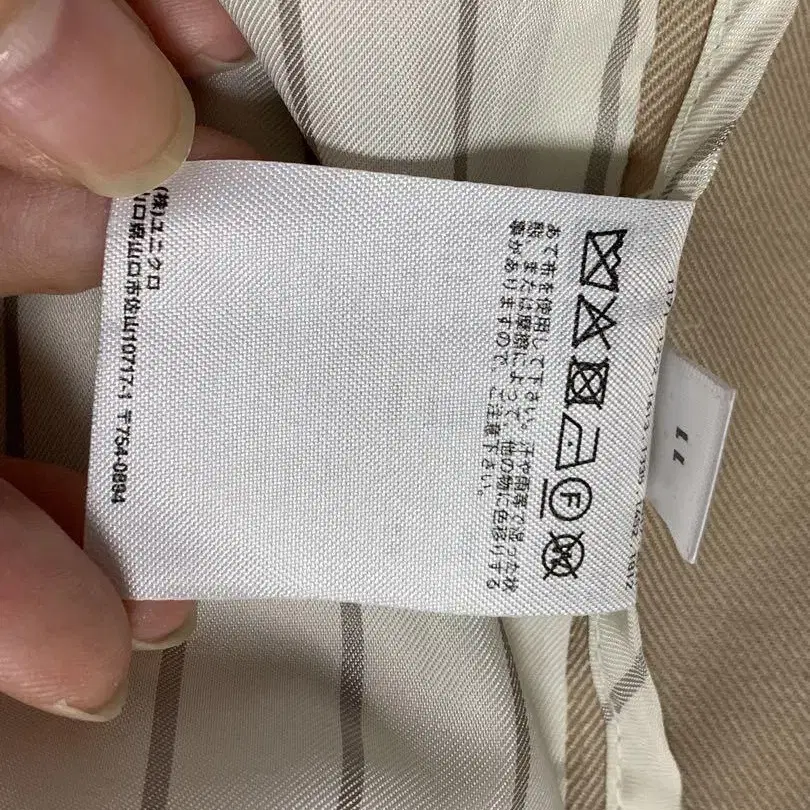 あて布を使用して下さい。汗や雨等で湿った状
態、または摩擦によって、他の物に色移りする
事がありますので、ご注意下さい。
(株)ユニクロ
山口県山口市佐山10717-1 〒754-0894